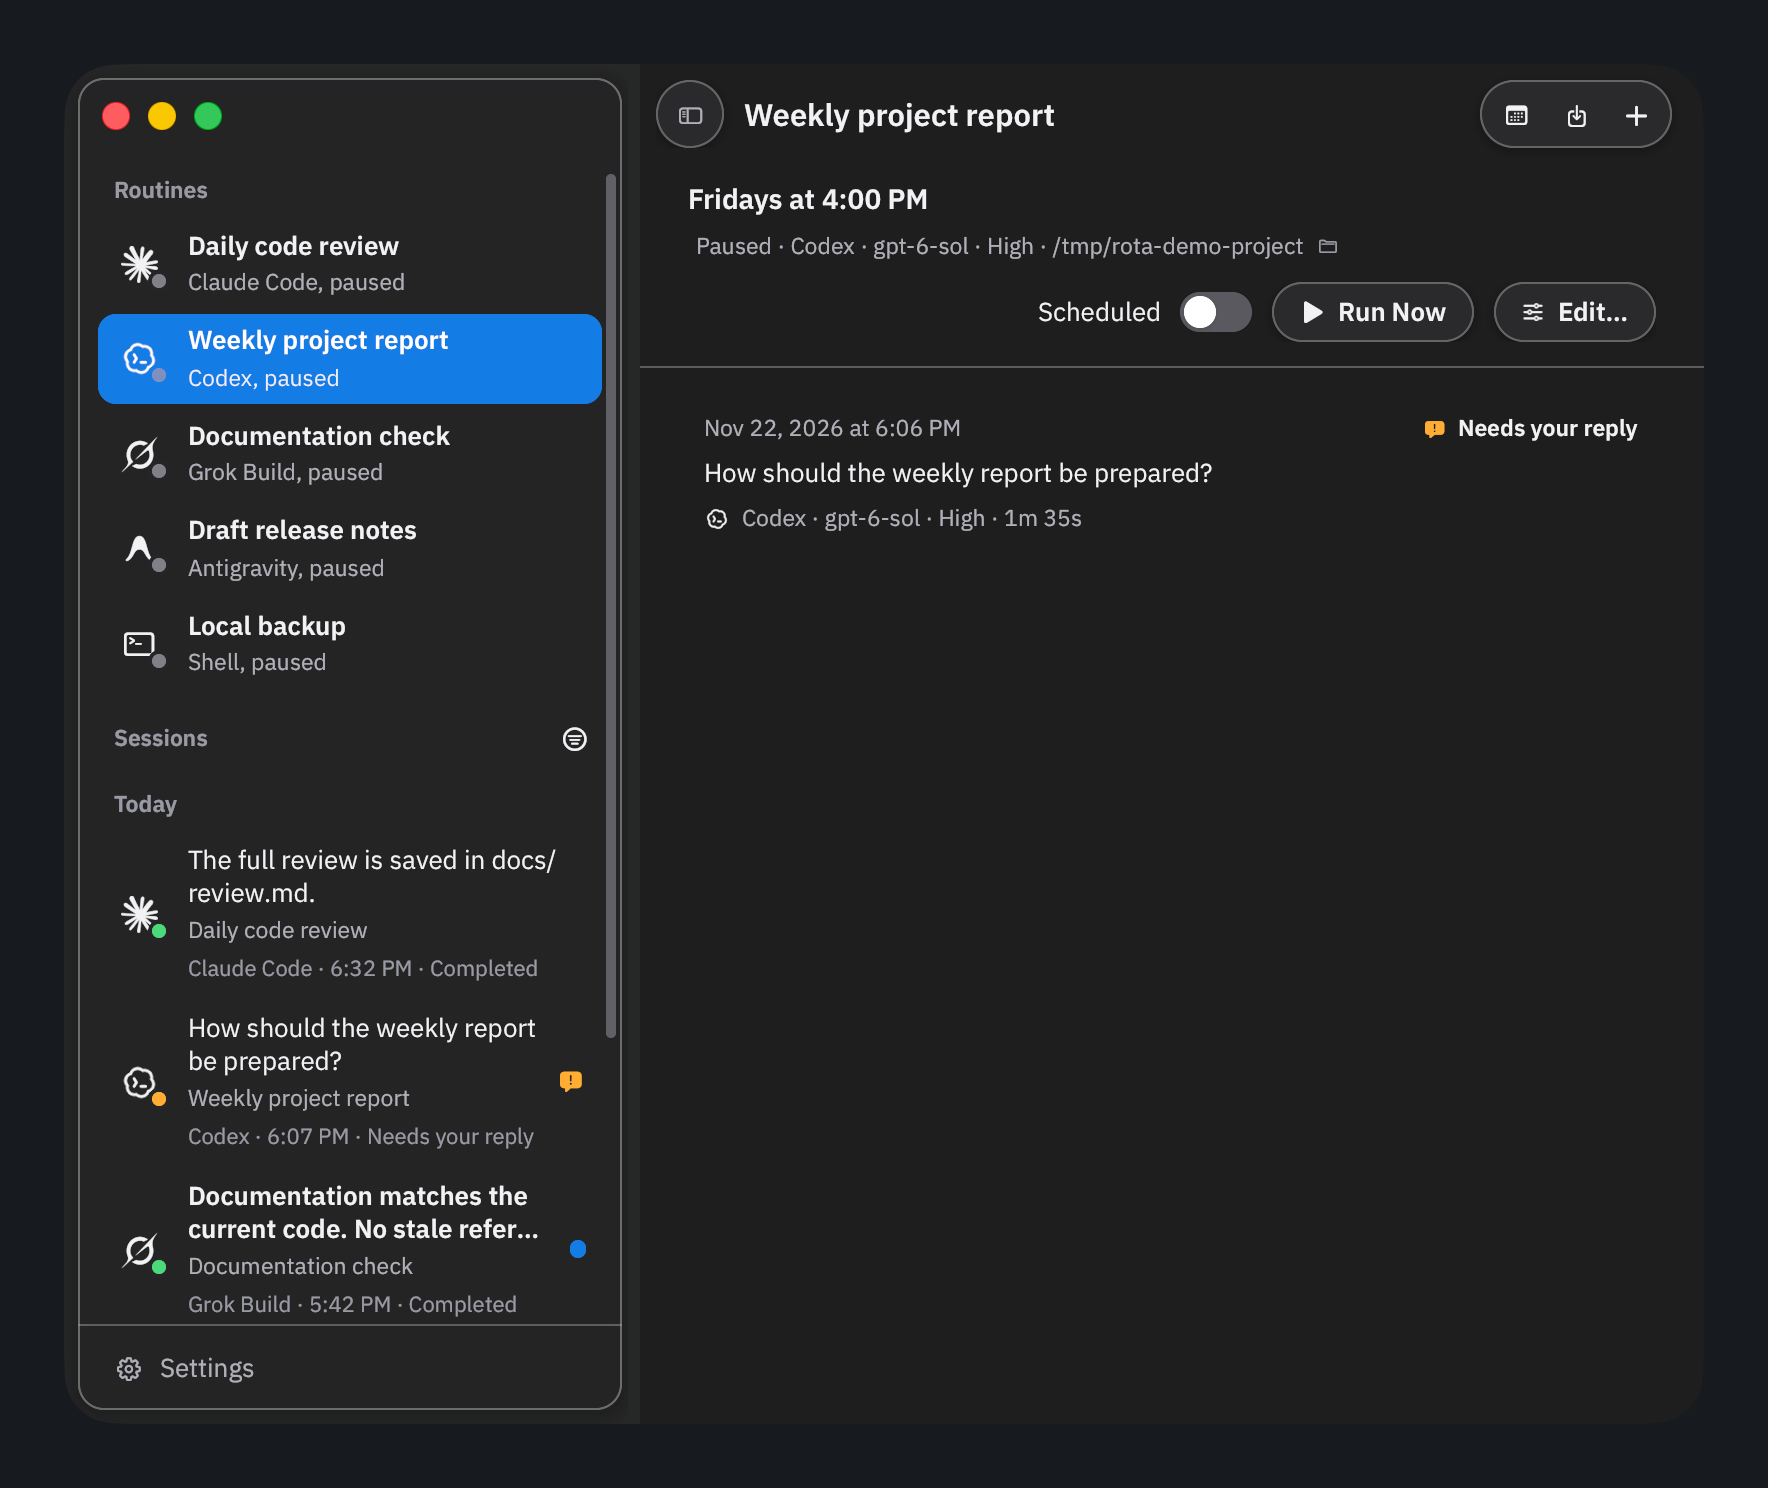 Routines
Daily code review
Claude Code, paused
Weekly project report
Codex, paused
Documentation check
Grok Build, paused
Draft release notes
Antigravity, paused
Local backup
Shell, paused
Sessions
Today
The full review is saved in docs/
review.md.
Daily code review
Claude Code · 6:32 PM · Completed
How should the weekly report
be prepared?
Weekly project report
Codex · 6:07 PM · Needs your reply
Documentation matches the
current code. No stale refer...
Documentation check
Grok Build · 5:42 PM · Completed
Settings
Weekly project report
Fridays at 4:00 PM
Paused · Codex · gpt-6-sol · High · /tmp/rota-demo-project
Scheduled
Run Now
Edit...
Nov 22, 2026 at 6:06 PM
Needs your reply
How should the weekly report be prepared?
Codex · gpt-6-sol · High · 1m 35s